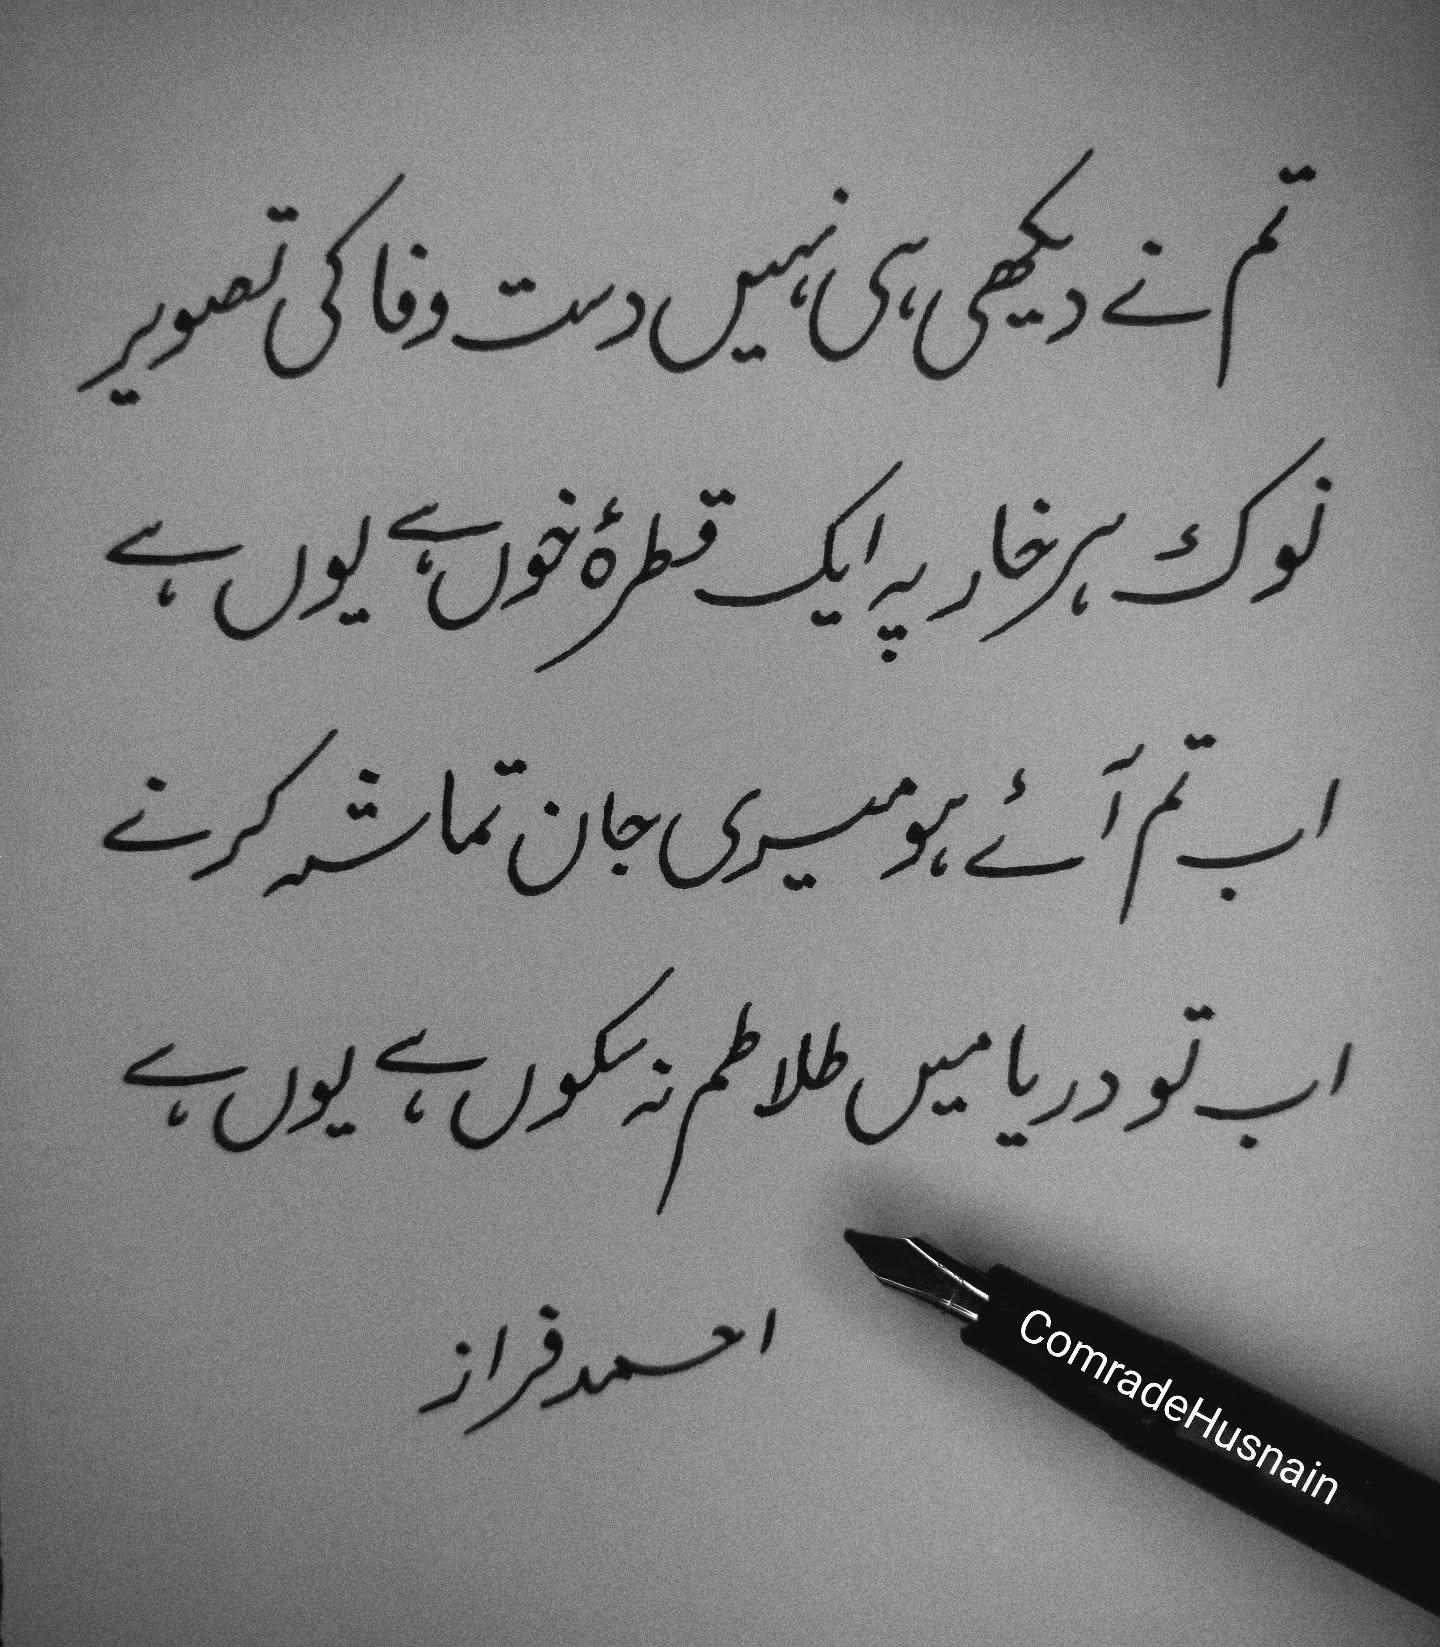 تم نے دیکھی ہی نہیں دست وفا کی تصویر
نوک ہر خار پہ ایک قطرۂ خوں ہے یوں ہے
اب تم آئے ہو میری جان تماشہ کرنے
اب تو دریا میں طلاطم نہ سکوں ہے یوں ہے
احمد فراز
ComradeHusnain